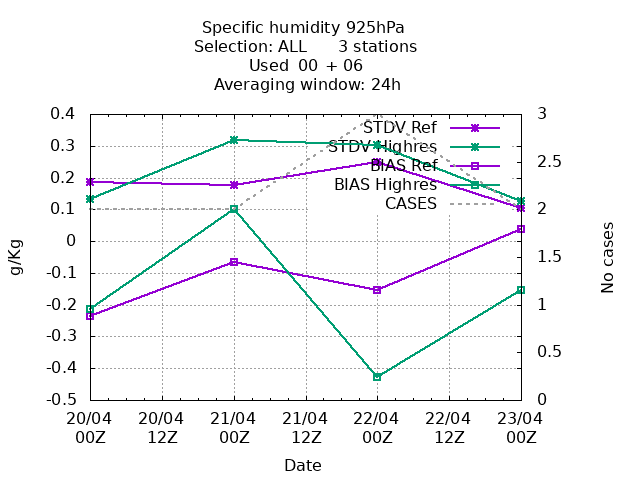 Specific humidity 925hPa
Selection: ALL 3 stations
Used 00 + 06
Averaging window: 24h
0.4
0.3
0.2
0.1
0
-0.1
-0.2
-0.3
-0.4
-0.5
g/Kg
3
2.5
2
1.5
1
0.5
0
No cases
STDV Ref
STDV Highres
BIAS Ref
BIAS Highres
CASES
20/04 20/04 21/04 21/04 22/04 22/04 23/04
00Z 12Z 00Z 12Z 00Z 12Z 00Z
Date